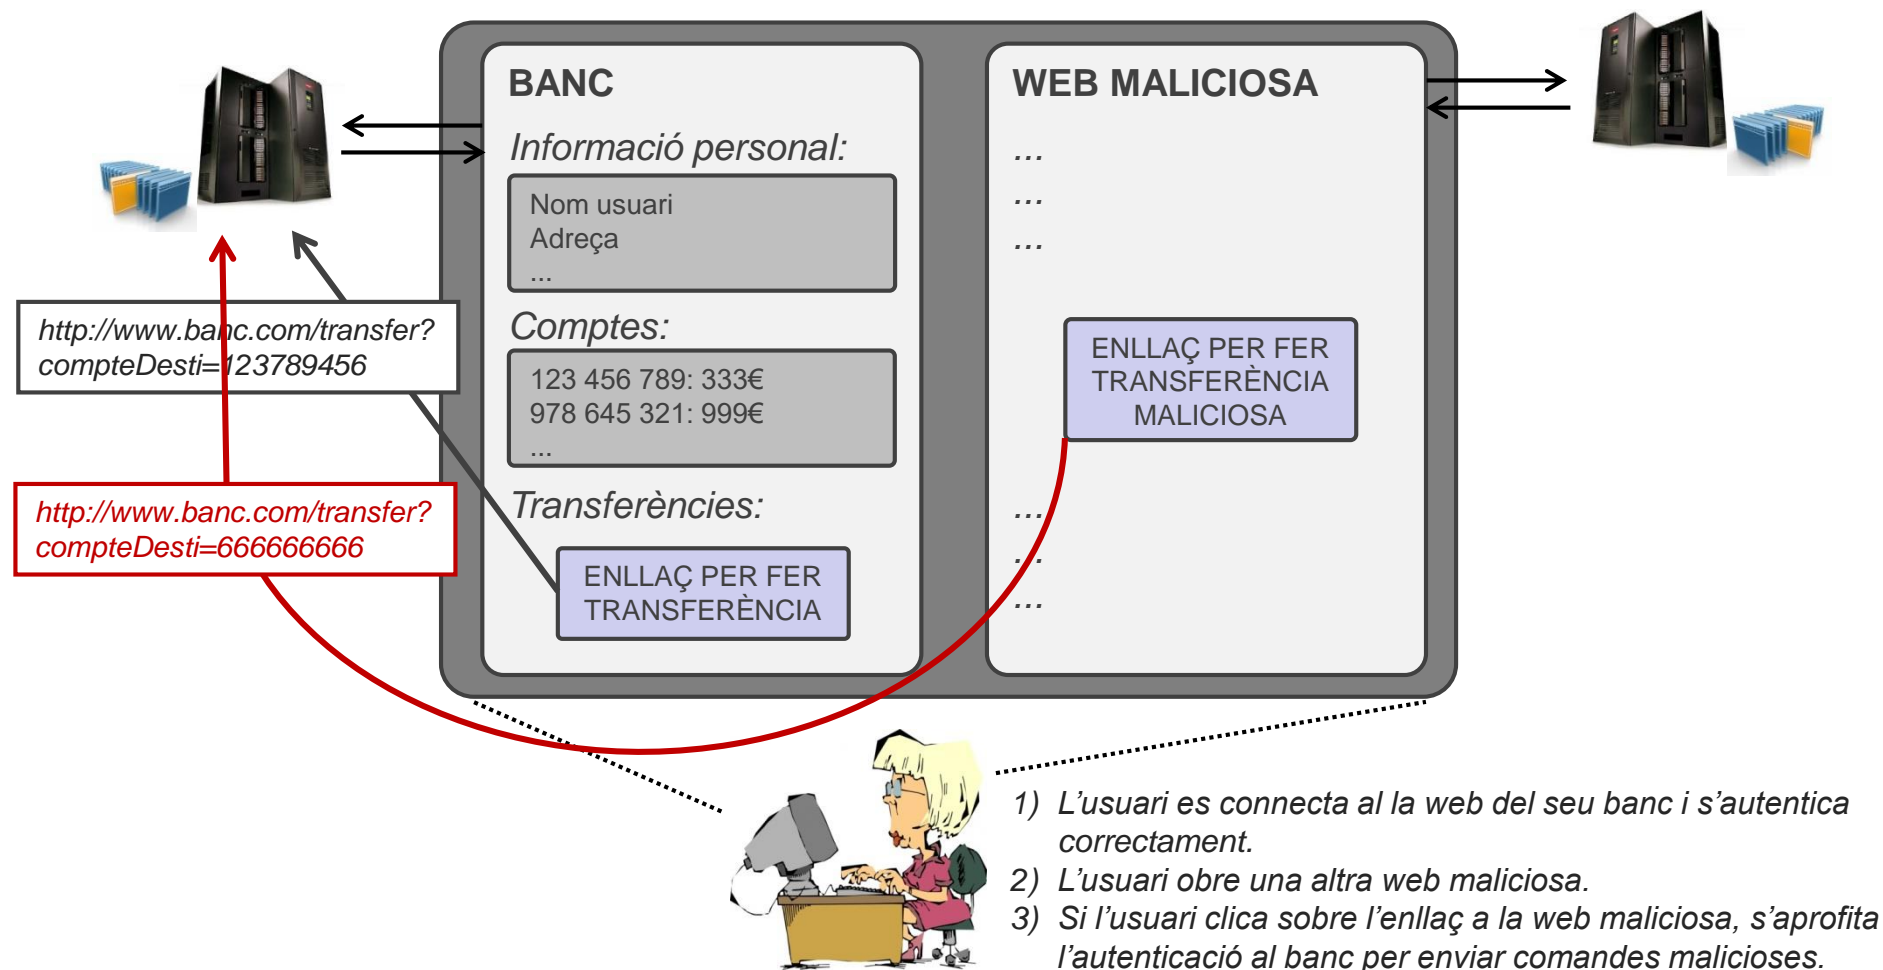 BANC
Informació personal:
Nom usuari
Adreça
...
Comptes:
123 456 789: 333€
978 645 321: 999€
...
Transferències:
ENLLAÇ PER FER
TRANSFERÈNCIA
WEB MALICIOSA
...
...
...
ENLLAÇ PER FER
TRANSFERÈNCIA
MALICIOSA
...
...
...
http://www.banc.com/transfer?
compteDesti=123789456
http://www.banc.com/transfer?
compteDesti=666666666
1) L’usuari es connecta al la web del seu banc i s’autentica
correctament.
2) L’usuari obre una altra web maliciosa.
3) Si l’usuari clica sobre l’enllaç a la web maliciosa, s’aprofita
l’autenticació al banc per enviar comandes malicioses.